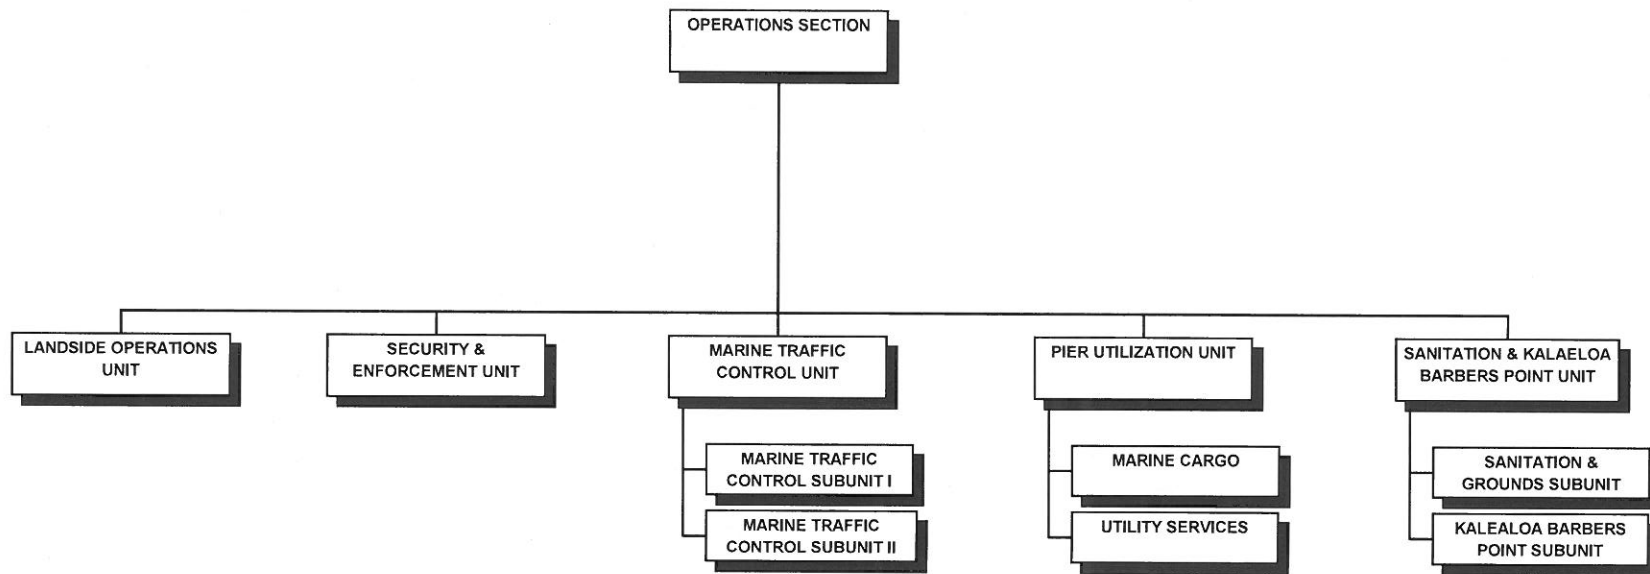 OPERATIONS SECTION
LANDSIDE OPERATIONS
UNIT
SECURITY &
ENFORCEMENT UNIT
MARINE TRAFFIC
CONTROL UNIT
PIER UTILIZATION UNIT
SANITATION & KALAELOA
BARBERS POINT UNIT
MARINE TRAFFIC
CONTROL SUBUNIT I
MARINE TRAFFIC
CONTROL SUBUNIT II
MARINE CARGO
UTILITY SERVICES
SANITATION &
GROUNDS SUBUNIT
KALEALOA BARBERS
POINT SUBUNIT